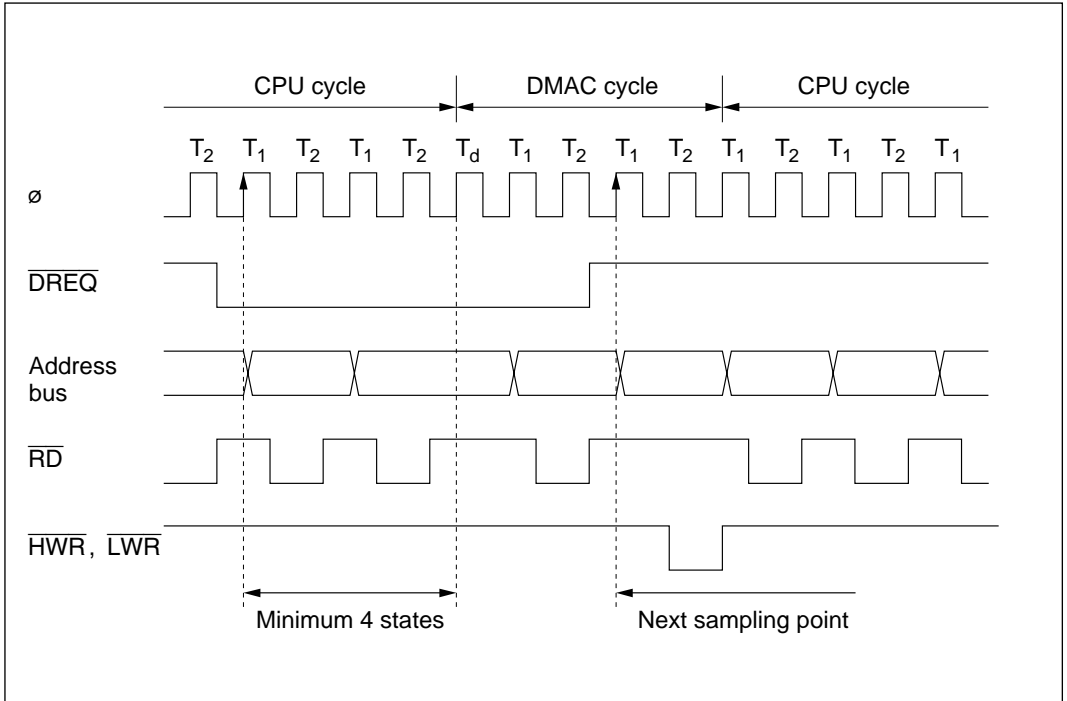 CPU cycle DMAC cycle CPU cycle
T2 T1 T2 T1 T2 Td T1 T2 T1 T2 T1 T2 T1 T2 T1
ø
DREQ
Address
bus
RD
HWR, LWR
Minimum 4 states Next sampling point